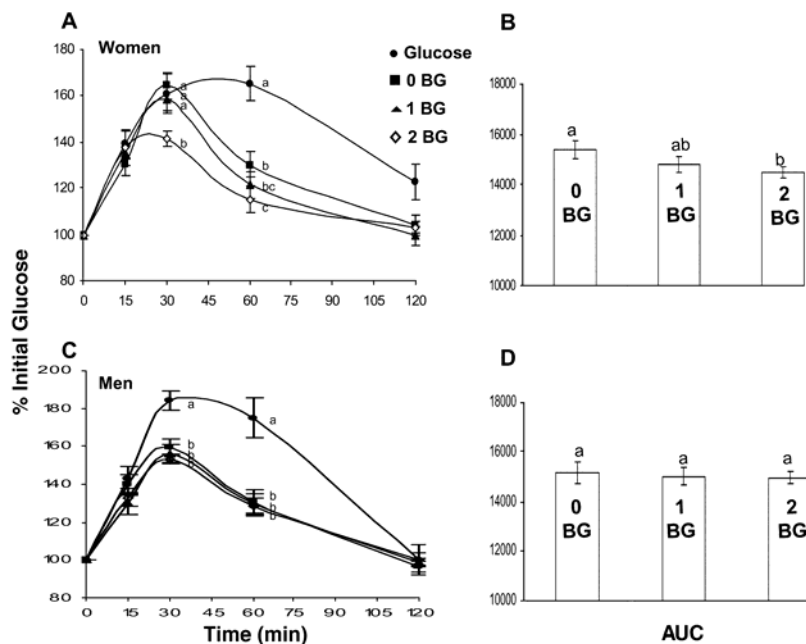 A
Women
180
160
140
120
100
80
0 15 30 45 60 75 90 105 120
a
a
a
b
a
b
bc
c
Glucose
0 BG
1 BG
2 BG
B
18000
16000
14000
12000
10000
a
ab
b
0
BG
1
BG
2
BG
% Initial Glucose
C
Men
200
180
160
140
120
100
80
0 15 30 45 60 75 90 105 120
a
b
b
b
a
b
b
b
Time (min)
D
18000
16000
14000
12000
10000
a
a
a
0
BG
1
BG
2
BG
AUC